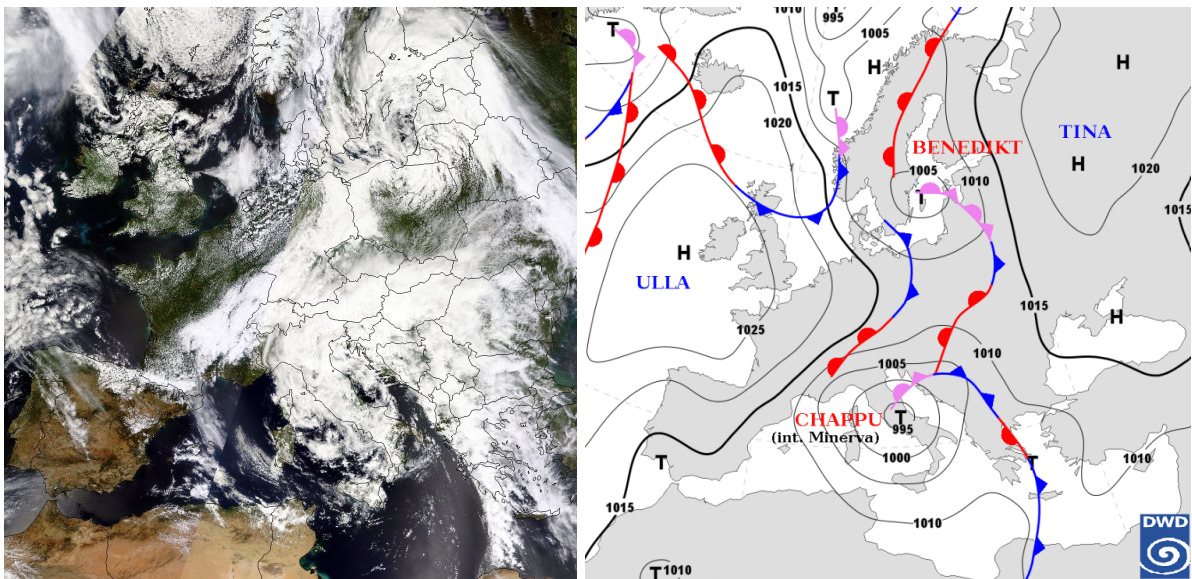 1010
T
995
T
1005
H
H
T
1015
1020
BENEDIKT
TINA
H
1005
T
1010
1020
1015
H
ULLA
1015
H
1025
1010
1005
CHAPPU
(int. Minerva)
T
995
1000
T
T
1010
1015
1010
T 1010
DWD